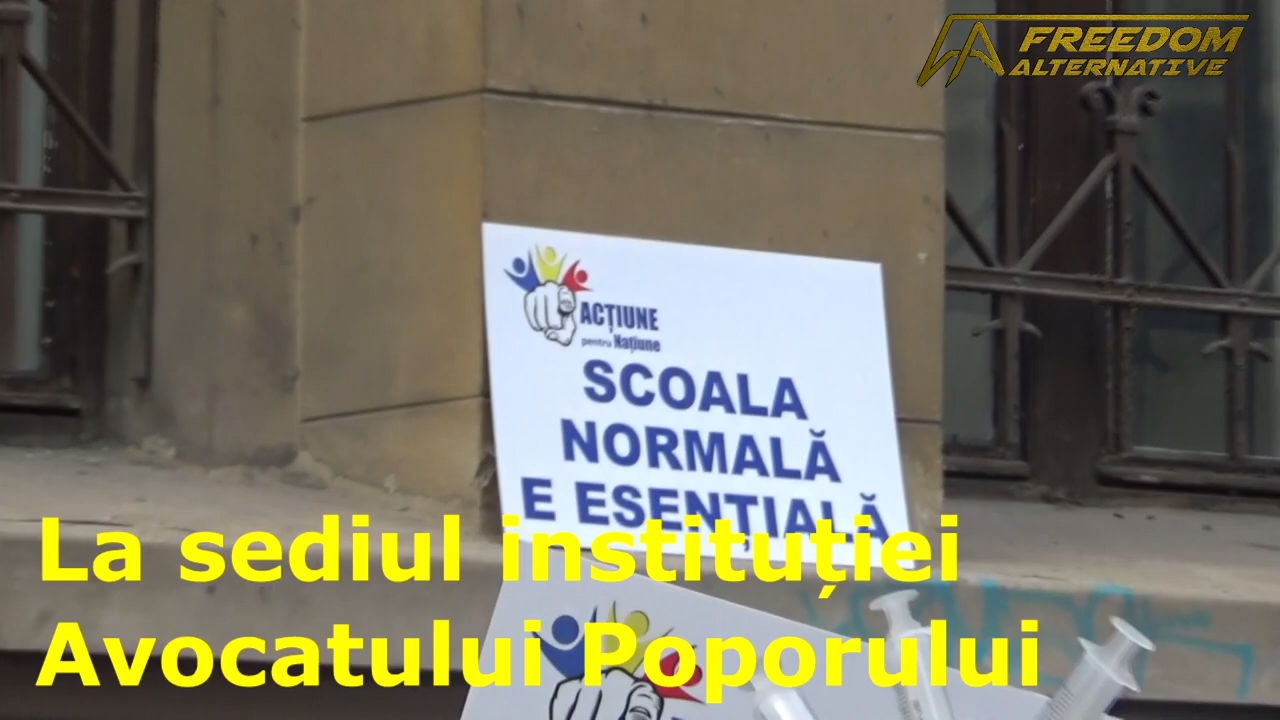 FREEDOM
ALTERNATIVE
ACȚIUNE
pentru Națiune
SCOALA
NORMALĂ
E ESENȚIALĂ
La sediul instituției
Avocatului Poporului